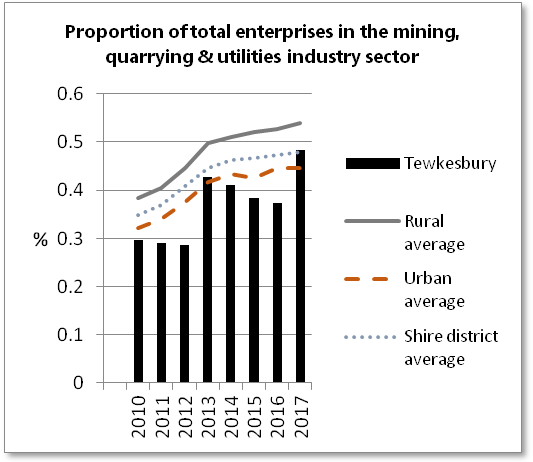 Proportion of total enterprises in the mining,
quarrying & utilities industry sector
0.6
0.5
0.4
0.3
0.2
0.1
0
%
2010
2011
2012
2013
2014
2015
2016
2017
Tewkesbury
Rural
average
Urban
average
Shire district
average